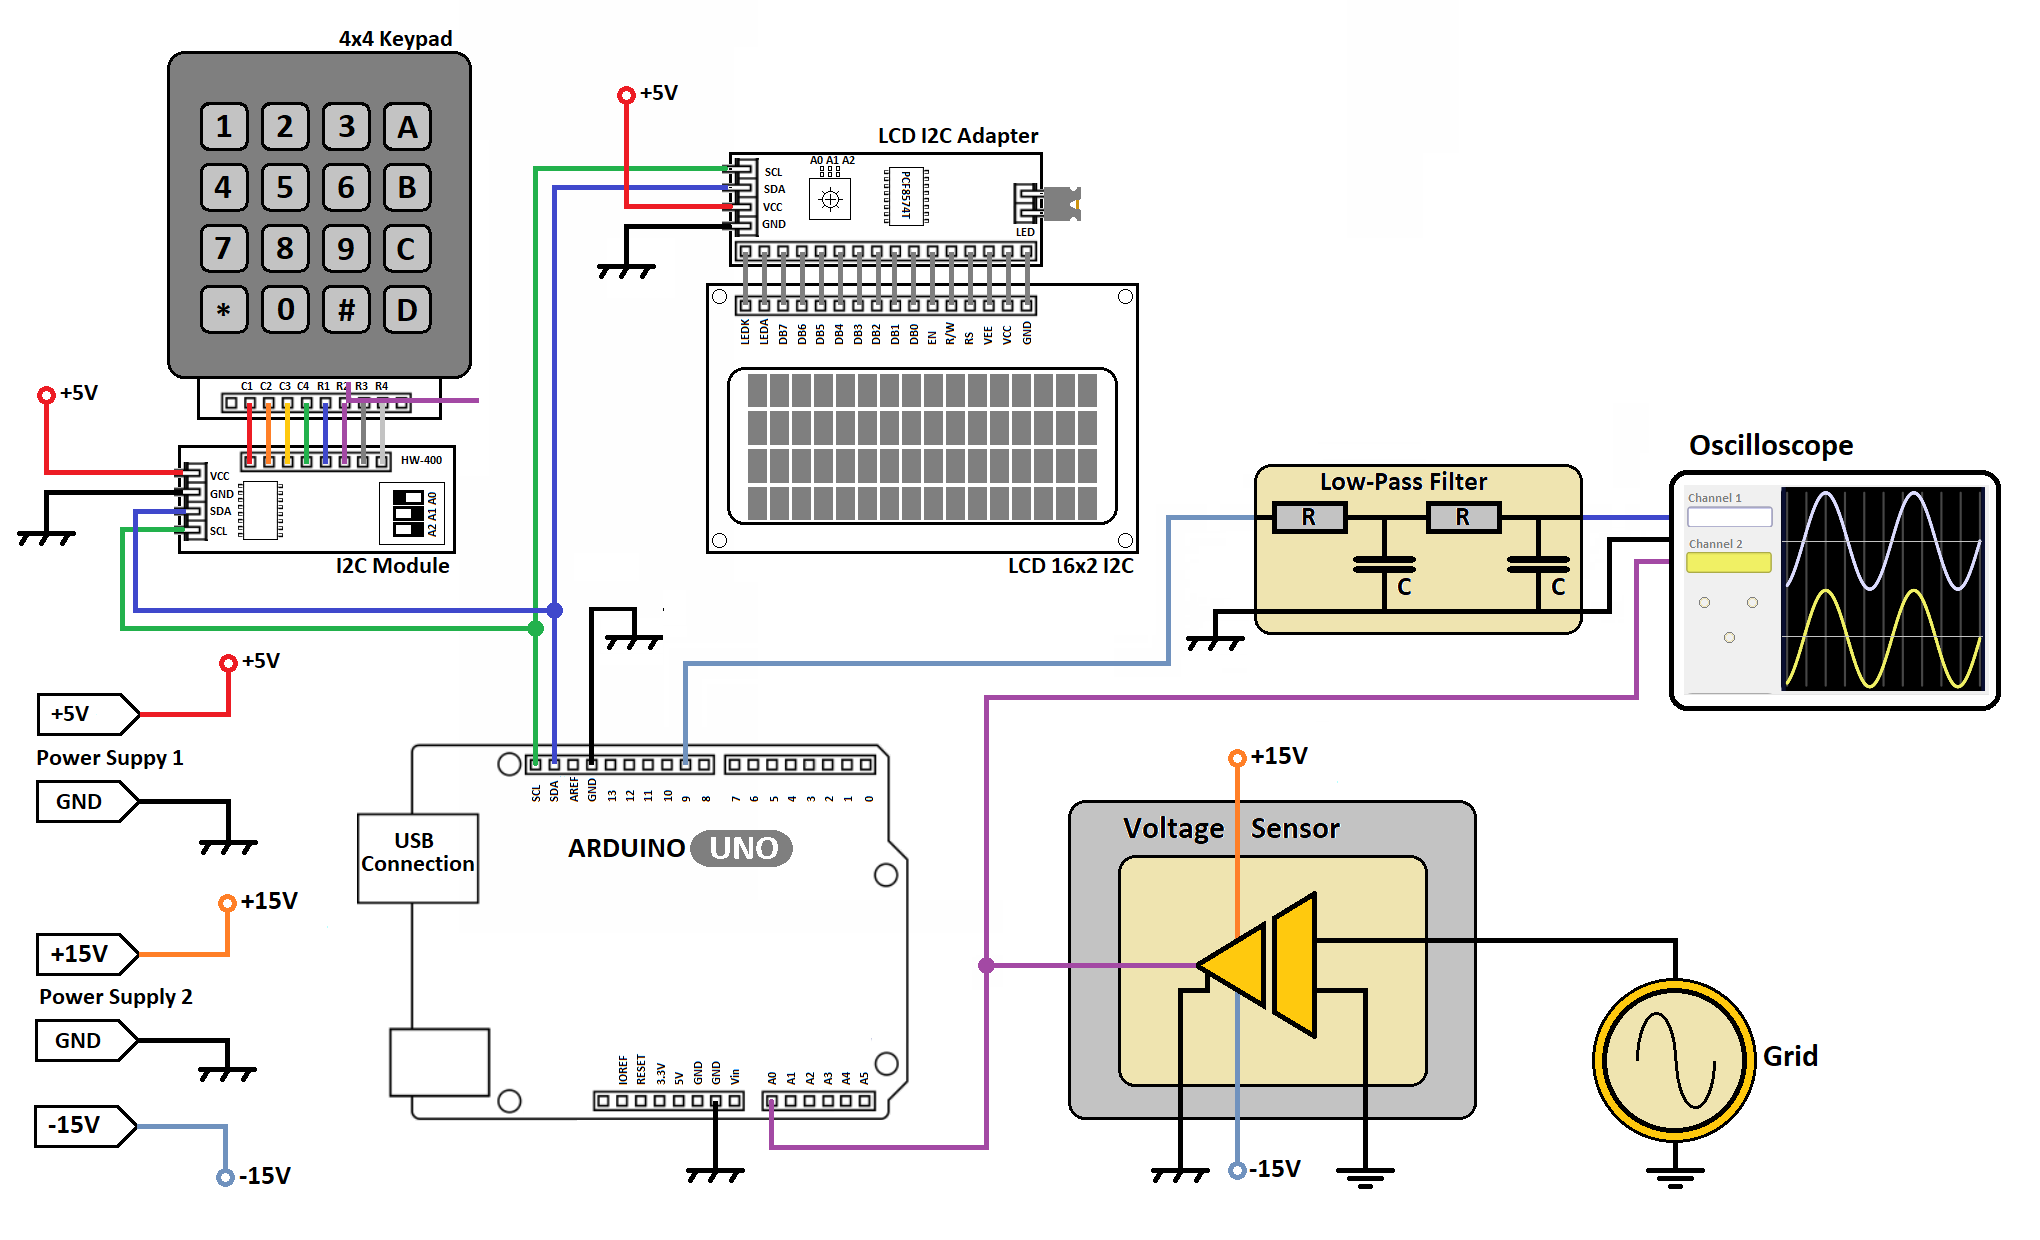 4x4 Keypad
1 2 3 A
4 5 6 B
7 8 9 C
* 0 # D
C1 C2 C3 C4 R1 R2 R3 R4
+5V
HW-400
VCC
GND
SDA
SCL
A2 A1 A0
I2C Module
+5V
LCD I2C Adapter
SCL
SDA
VCC
GND
A0 A1 A2
PCF8574T
LED
LEDK LEDA DB7 DB6 DB5 DB4 DB3 DB2 DB1 DB0 EN R/W RS VEE VCC GND
LCD 16x2 I2C
Low-Pass Filter
R R
C C
Oscilloscope
Channel 1
Channel 2
+5V
+5V
Power Suppy 1
GND
+15V
+15V
Power Supply 2
GND
-15V
-15V
SCL SDA AREF GND 13 12 11 10 9 8 7 6 5 4 3 2 1 0
USB
Connection
ARDUINO UNO
IOREF RESET 3.3V 5V GND GND Vin A0 A1 A2 A3 A4 A5
+15V
Voltage Sensor
-15V
Grid